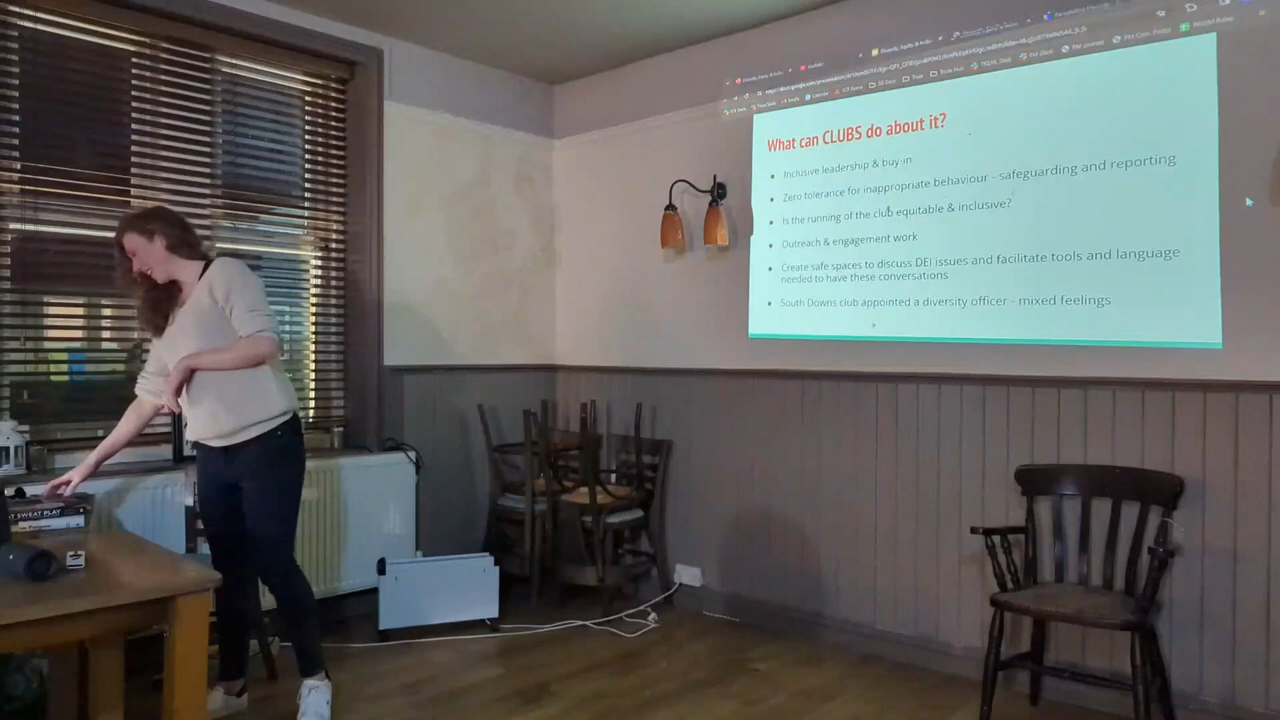 What can CLUBS do about it?
Inclusive leadership & buy-in
Zero tolerance for inappropriate behaviour - safeguarding and reporting
Is the running of the club equitable & inclusive?
Outreach & engagement work
Create safe spaces to discuss DEI issues and facilitate tools and language
needed to have these conversations
South Downs club appointed a diversity officer - mixed feelings
SWEAT PLAY